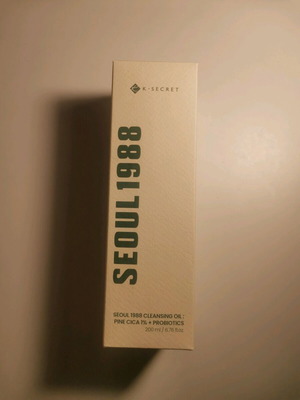 K-SECRET
SEOUL1988
SEOUL 1988 CLEANSING OIL :
PINE CICA 1% + PROBIOTICS
200 ml / 6.76 fl.oz